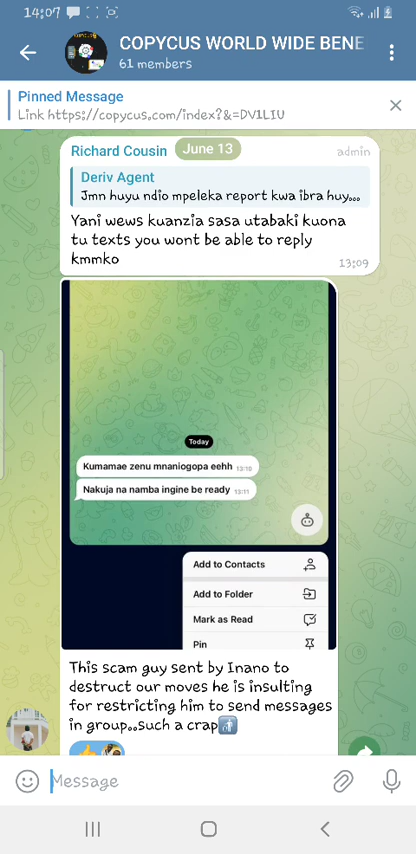 14:07
COPYCUS WORLD WIDE BENE
61 members
Pinned Message
Link https://copycus.com/index?&=DV1LIU
June 13
Richard Cousin admin
Deriv Agent
Jmn huyu ndio mpeleka report kwa ibra huy...
Yani wews kuanzia sasa utabaki kuona
tu texts you wont be able to reply
kmmko
13:09
Today
Kumamae zenu mnaniogopa eehh 13:10
Nakuja na namba ingine be ready 13:11
Add to Contacts
Add to Folder
Mark as Read
Pin
This scam guy sent by Inano to
destruct our moves he is insulting
for restricting him to send messages
in group..such a crap🚮
Message